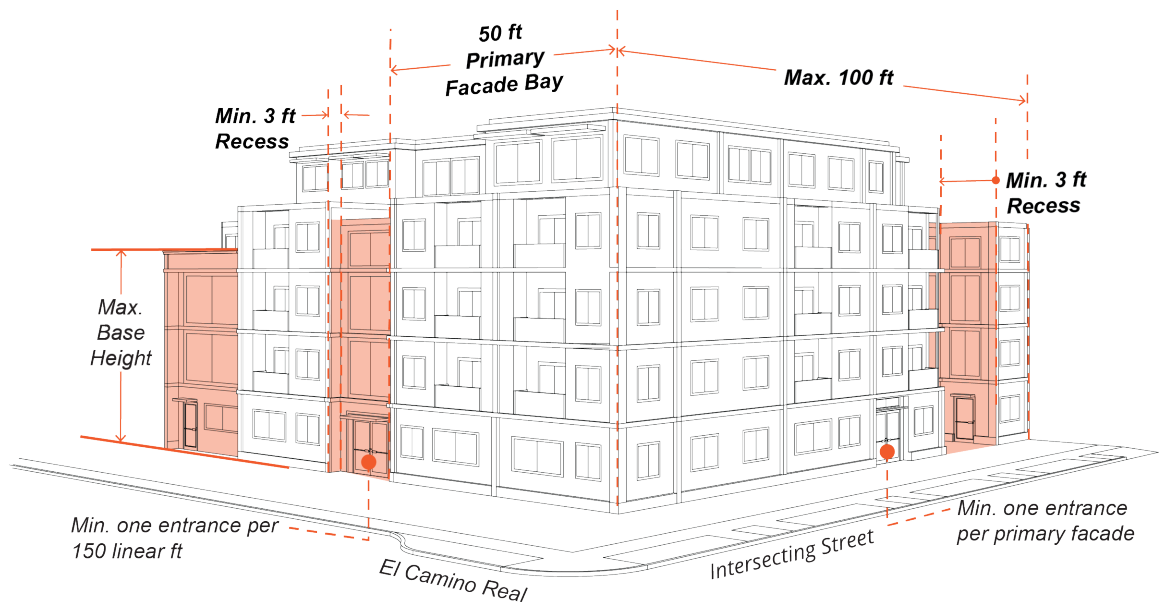 50 ft
Primary
Facade Bay
Max. 100 ft
Min. 3 ft
Recess
Min. 3 ft
Recess
Max.
Base
Height
Min. one entrance per
150 linear ft
Min. one entrance
per primary facade
El Camino Real
Intersecting Street